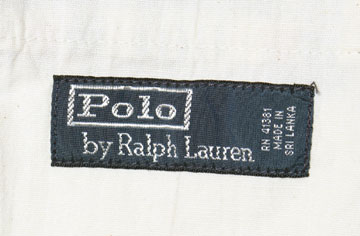 Polo
by Ralph Lauren
RN 41381
MADE IN
SRI LANKA